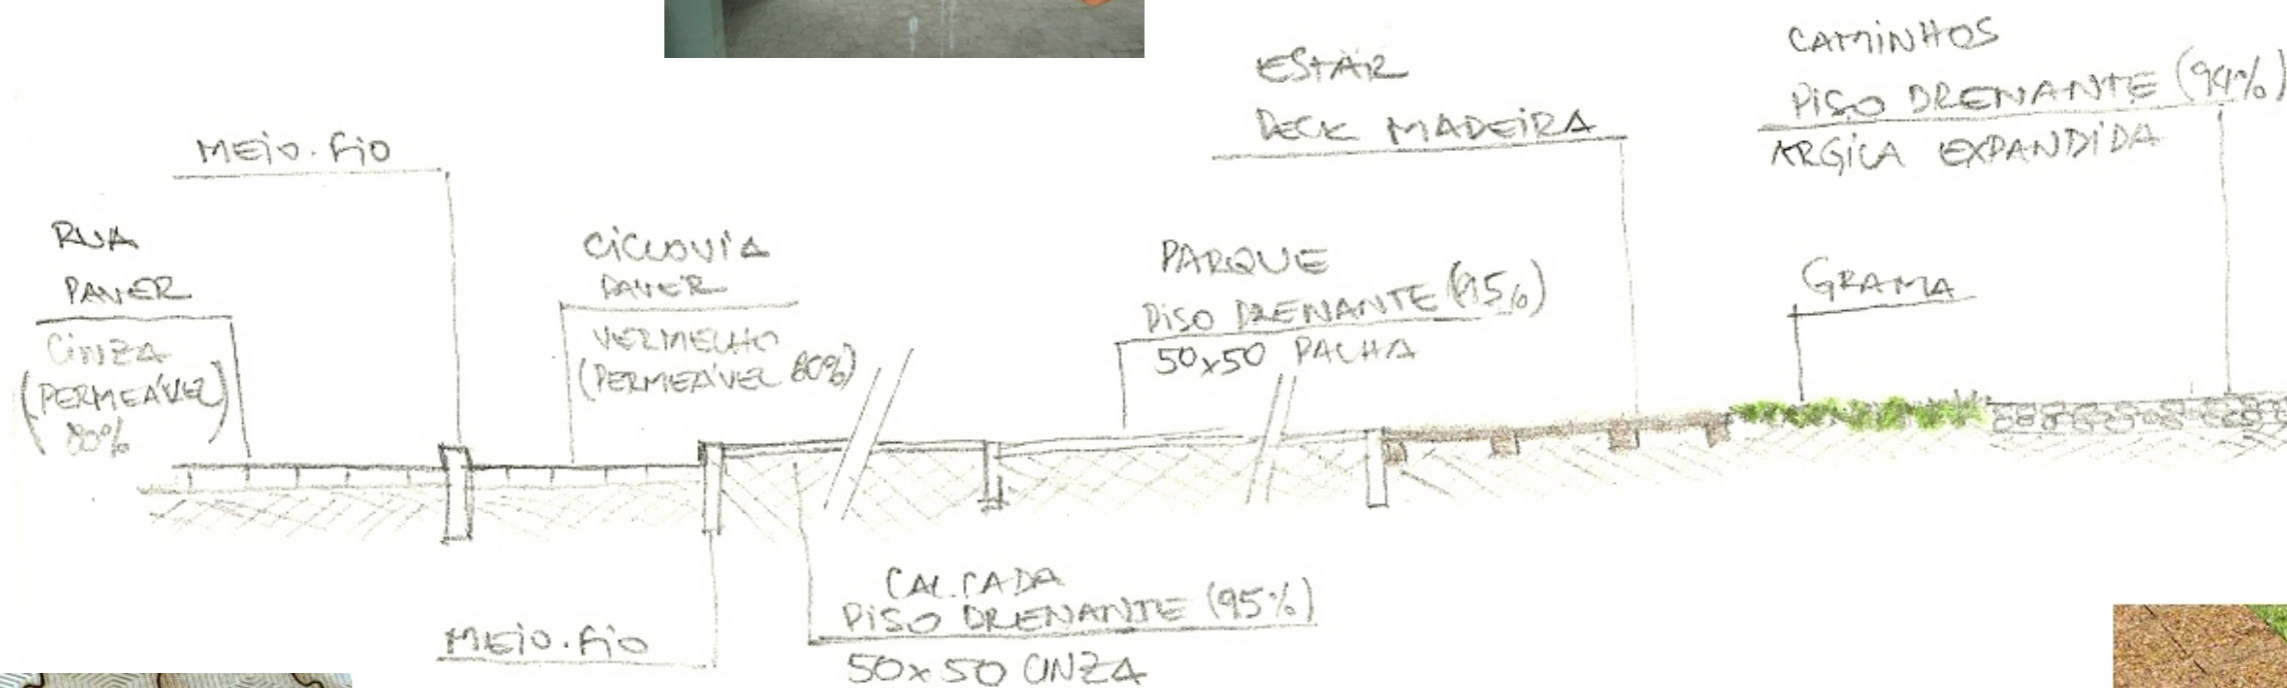 MEIO-FIO
RUA
PAVER
CINZA
(PERMEÁVEL)
80%
CICLOVIA
PAVER
VERMELHO
(PERMEÁVEL 80%)
PARQUE
PISO DRENANTE (95%)
50x50 PALHA
ESTAR
DECK MADEIRA
CAMINHOS
PISO DRENANTE
ARGILA EXPANDIDA
GRAMA
MEIO-FIO
CALÇADA
PISO DRENANTE (95%)
50x50 CINZA